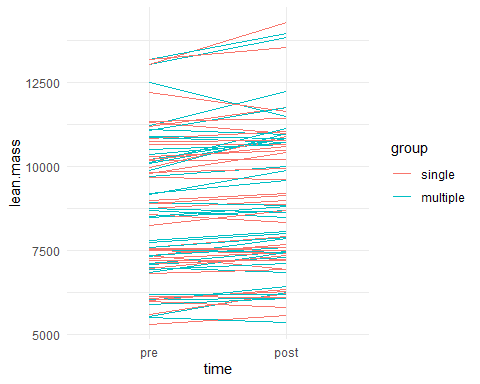 12500
10000
7500
5000
lean.mass
pre
post
time
group
single
multiple